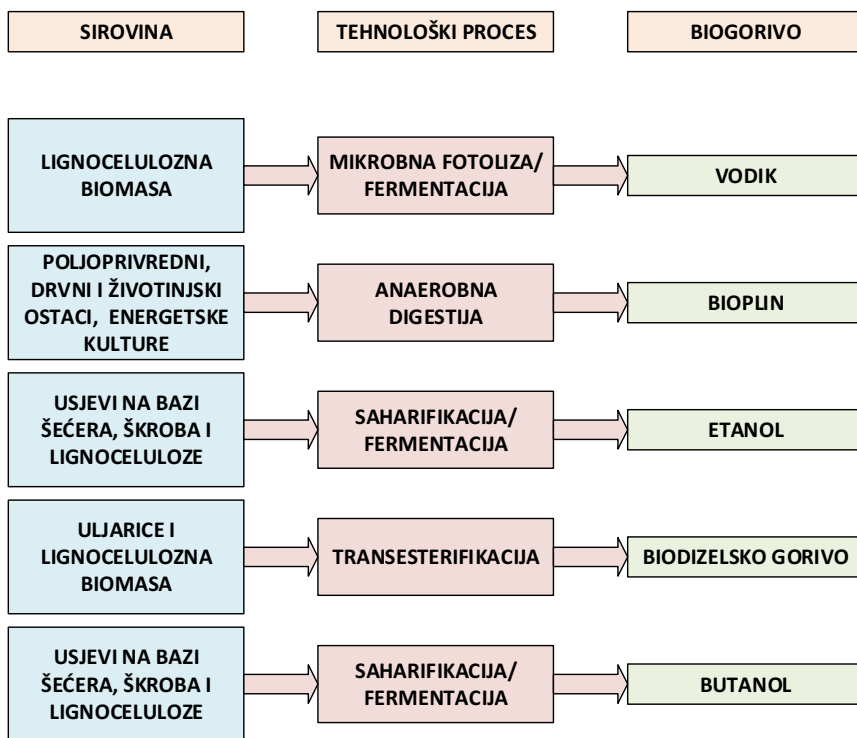 SIROVINA
TEHNOLOŠKI PROCES
BIOGORIVO
LIGNOCELULOZNA
BIOMASA
MIKROBNA FOTOLIZA/
FERMENTACIJA
VODIK
POLJOPRIVREDNI,
DRVNI I ŽIVOTINJSKI
OSTACI, ENERGETSKE
KULTURE
ANAEROBNA
DIGESTIJA
BIOPLIN
USJEVI NA BAZI
ŠEĆERA, ŠKROBA I
LIGNOCELULOZE
SAHARIFIKACIJA/
FERMENTACIJA
ETANOL
ULJARICE I
LIGNOCELULOZNA
BIOMASA
TRANSESTERIFIKACIJA
BIODIZELSKO GORIVO
USJEVI NA BAZI
ŠEĆERA, ŠKROBA I
LIGNOCELULOZE
SAHARIFIKACIJA/
FERMENTACIJA
BUTANOL